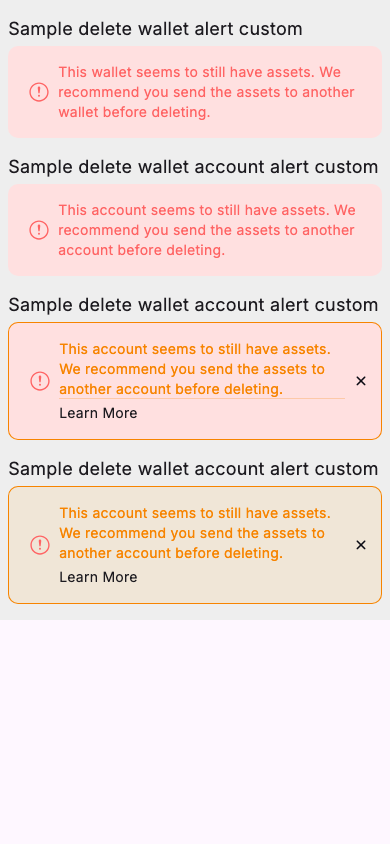 Sample delete wallet alert custom
This wallet seems to still have assets. We
recommend you send the assets to another
wallet before deleting.
Sample delete wallet account alert custom
This account seems to still have assets. We
recommend you send the assets to another
account before deleting.
Sample delete wallet account alert custom
This account seems to still have assets.
We recommend you send the assets to
another account before deleting.
Learn More
Sample delete wallet account alert custom
This account seems to still have assets.
We recommend you send the assets to
another account before deleting.
Learn More